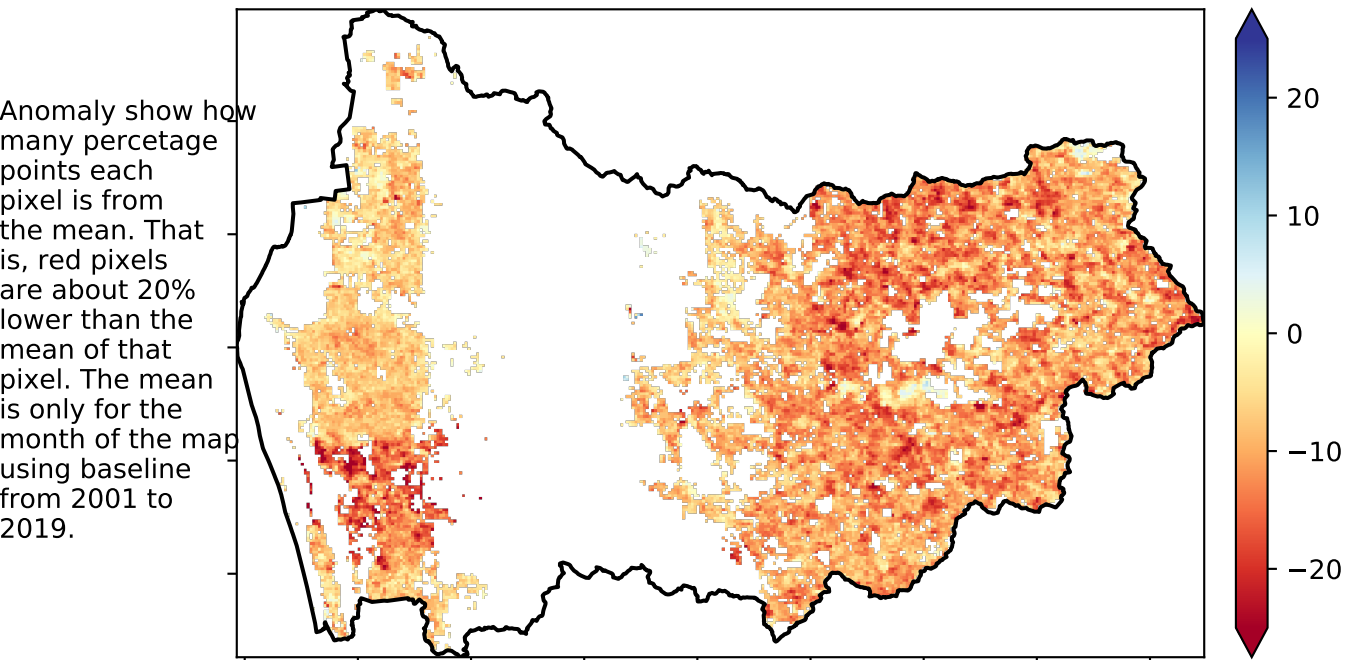 Anomaly show how
many percetage
points each
pixel is from
the mean. That
is, red pixels
are about 20%
lower than the
mean of that
pixel. The mean
is only for the
month of the map
using baseline
from 2001 to
2019.
20
10
0
−10
−20